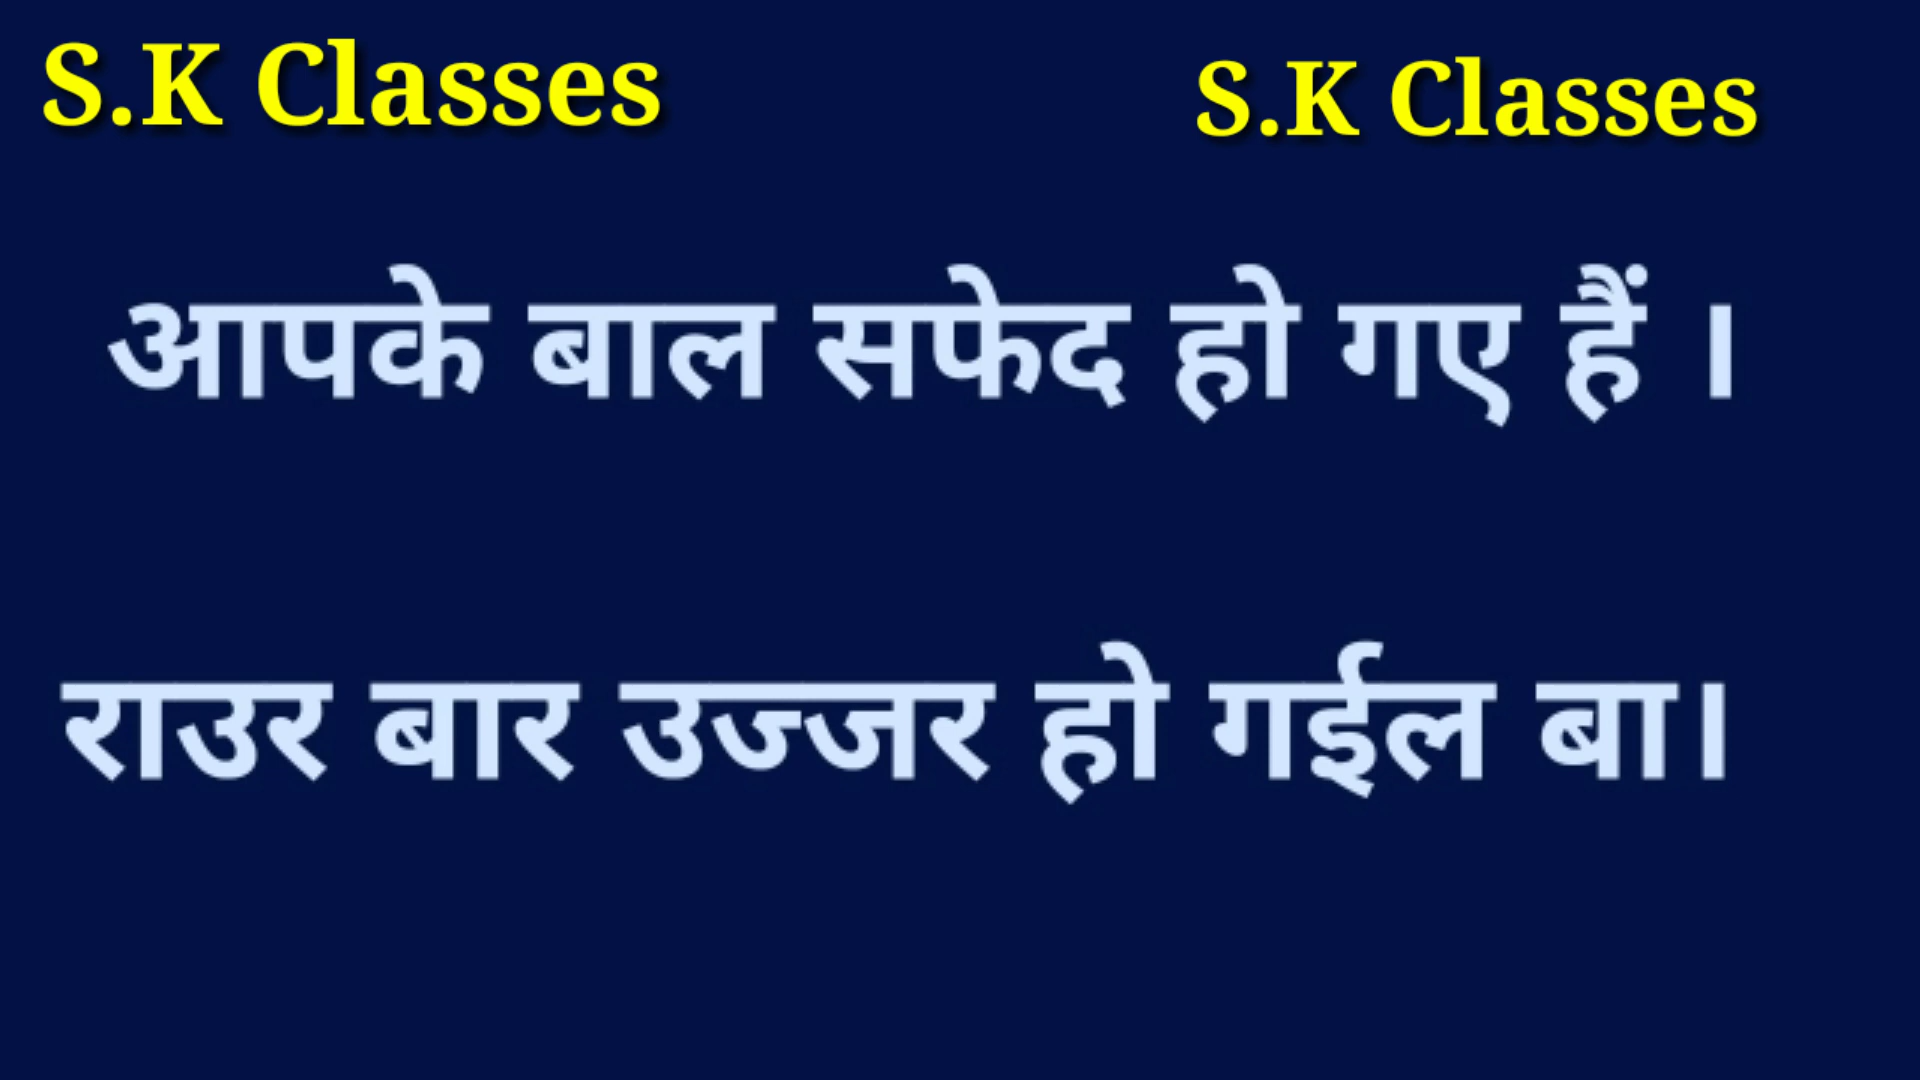 S.K Classes S.K Classes
आपके बाल सफेद हो गए हैं ।
राउर बार उज्जर हो गईल बा।